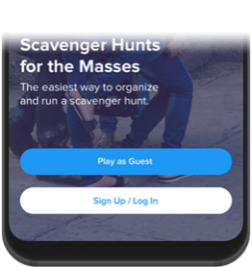 Scavenger Hunts
for the Masses
The easiest way to organize
and run a scavenger hunt.
Play as Guest
Sign Up / Log In